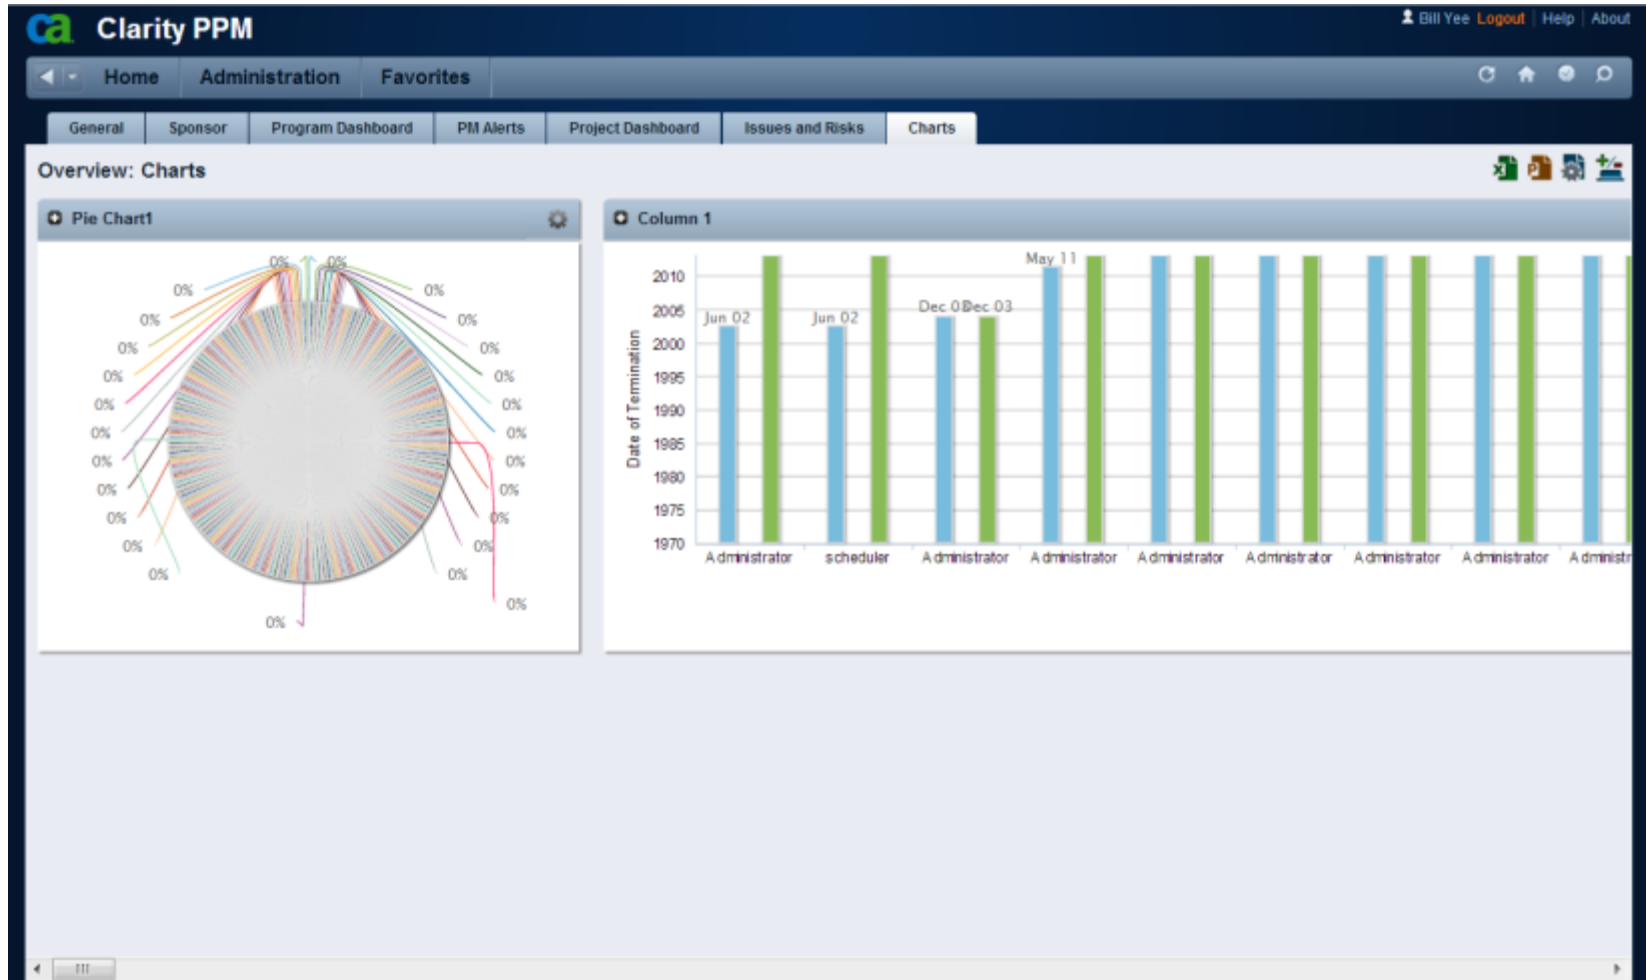 ca Clarity PPM
Bill Yee Logout Help About
Home Administration Favorites
General Sponsor Program Dashboard PM Alerts Project Dashboard Issues and Risks Charts
Overview: Charts
Pie Chart1
0% 0%
0% 0%
0% 0%
0% 0%
0% 0%
0% 0%
0% 0%
0% 0%
0% 0%
0% 0%
0% 0%
0% 0%
0%
0%
Column 1
Date of Termination
2010
2005
2000
1995
1990
1985
1980
1975
1970
Jun 02 Jun 02 Dec 03 May 11
Administrator scheduler Administrator Administrator Administrator Administrator Administrator Administrator Administr